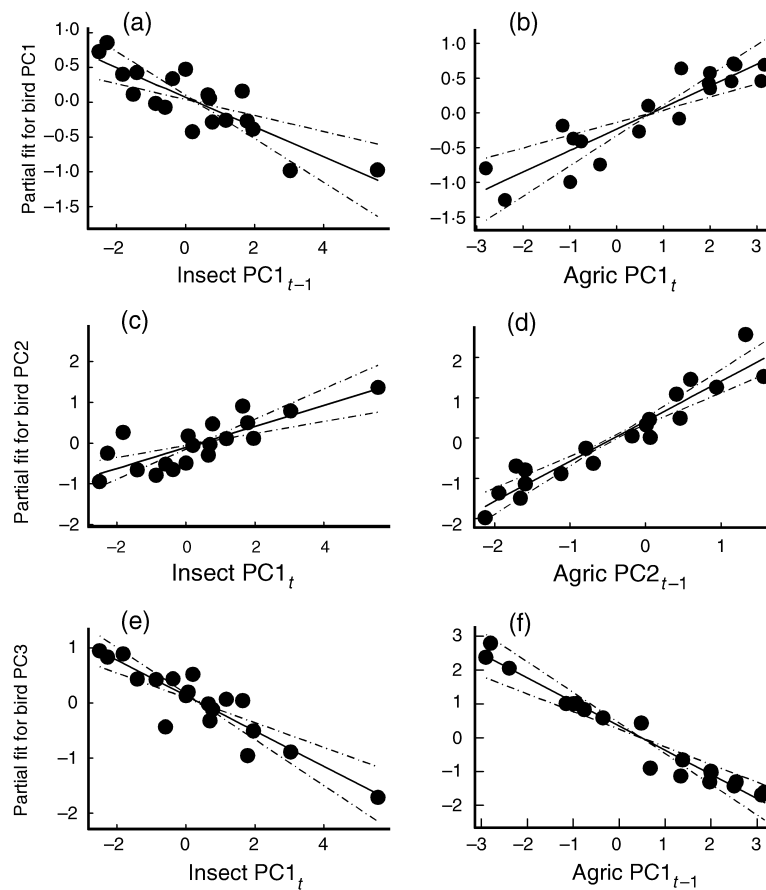 (a)
Partial fit for bird PC1
1·0
0·5
0·0
−0·5
−1·0
−1·5
−2 0 2 4
Insect PC1t−1
(b)
1·0
0·5
0·0
−0·5
−1·0
−1·5
−3 −2 −1 0 1 2 3
Agric PC1t
(c)
Partial fit for bird PC2
2
1
0
−1
−2
−2 0 2 4
Insect PC1t
(d)
2
1
0
−1
−2
−2 −1 0 1
Agric PC2t−1
(e)
Partial fit for bird PC3
1
0
−1
−2
−2 0 2 4
Insect PC1t
(f)
3
2
1
0
−1
−2
−3 −2 −1 0 1 2 3
Agric PC1t−1